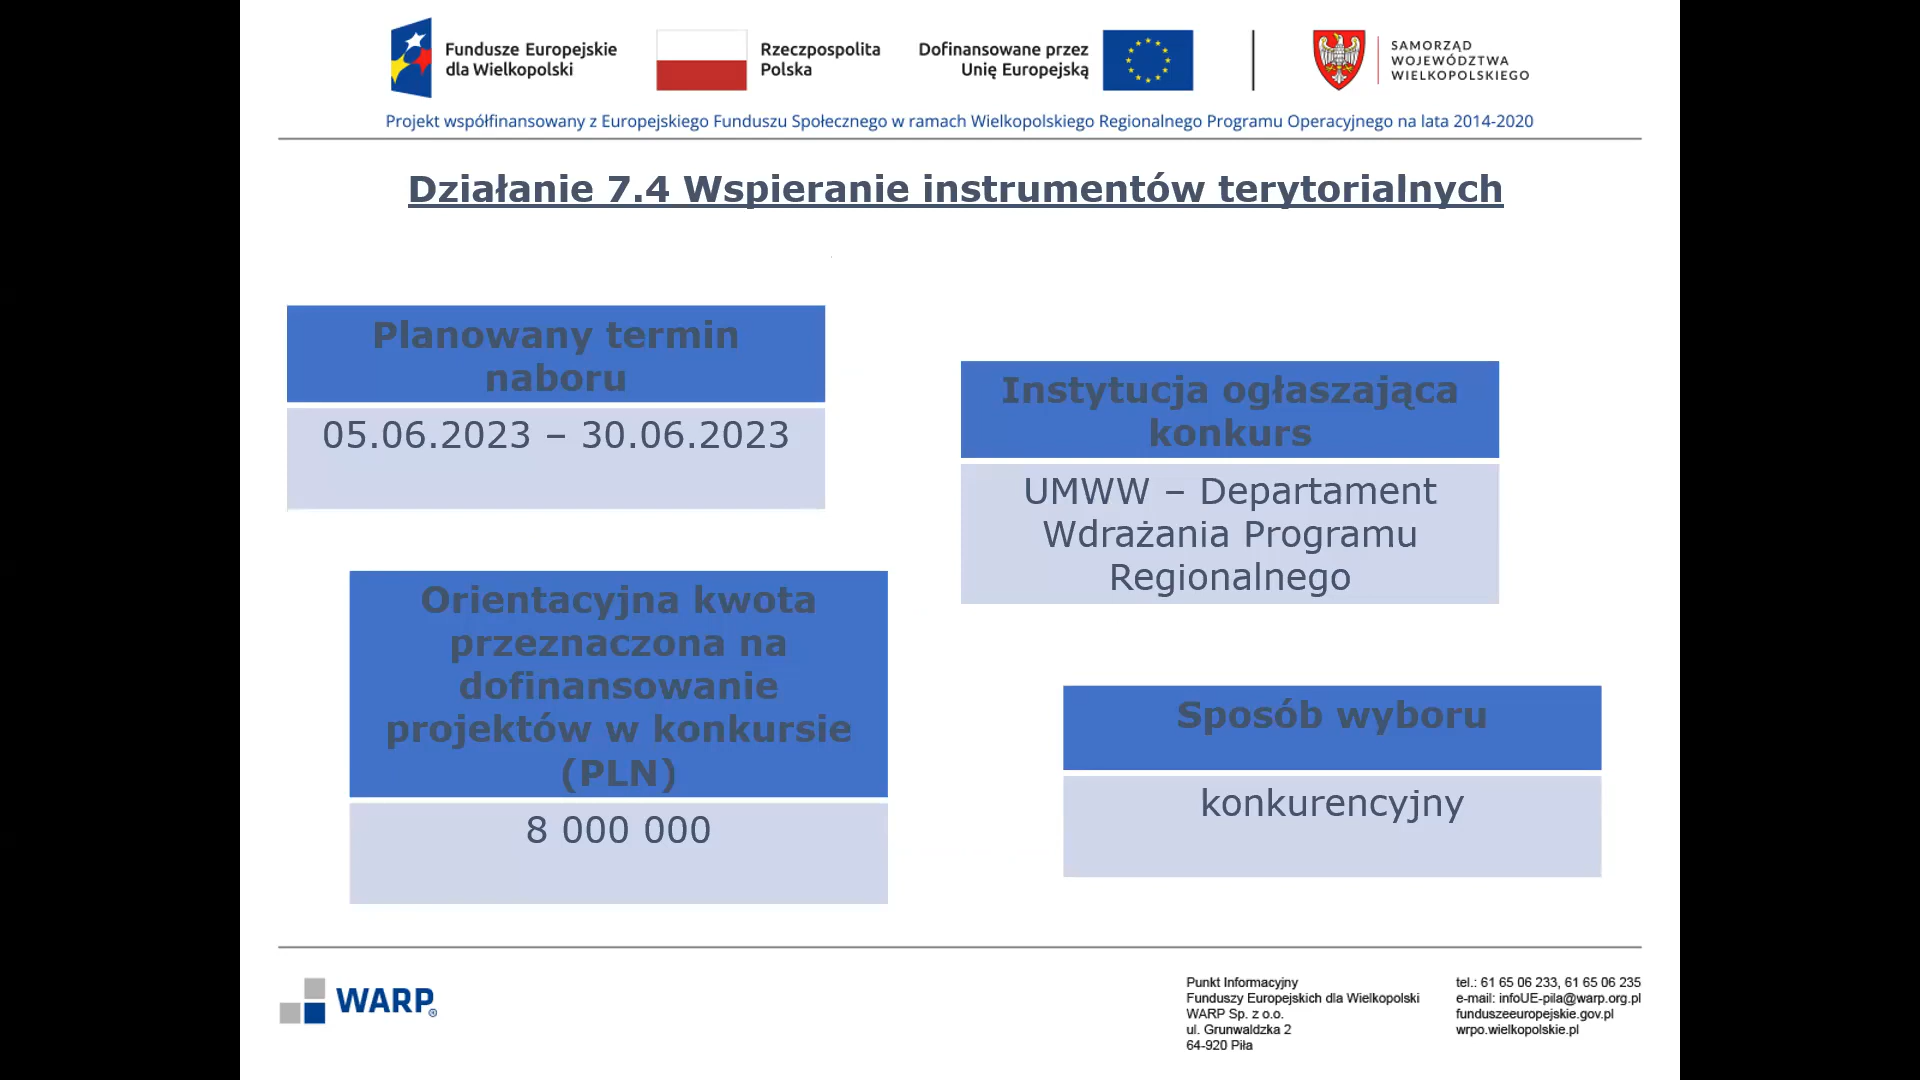 Fundusze Europejskie
dla Wielkopolski
Rzeczpospolita
Polska
Dofinansowane przez
Unię Europejską
SAMORZĄD
WOJEWÓDZTWA
WIELKOPOLSKIEGO
Projekt współfinansowany z Europejskiego Funduszu Społecznego w ramach Wielkopolskiego Regionalnego Programu Operacyjnego na lata 2014-2020
Działanie 7.4 Wspieranie instrumentów terytorialnych
Planowany termin
naboru
05.06.2023 – 30.06.2023
Instytucja ogłaszająca
konkurs
UMWW – Departament
Wdrażania Programu
Regionalnego
Orientacyjna kwota
przeznaczona na
dofinansowanie
projektów w konkursie
(PLN)
8 000 000
Sposób wyboru
konkurencyjny
WARP®
Punkt Informacyjny
Funduszy Europejskich dla Wielkopolski
WARP Sp. z o.o.
ul. Grunwaldzka 2
64-920 Piła
tel.: 61 65 06 233, 61 65 06 235
e-mail: infoUE-pila@warp.org.pl
funduszeeuropejskie.gov.pl
wrpo.wielkopolskie.pl